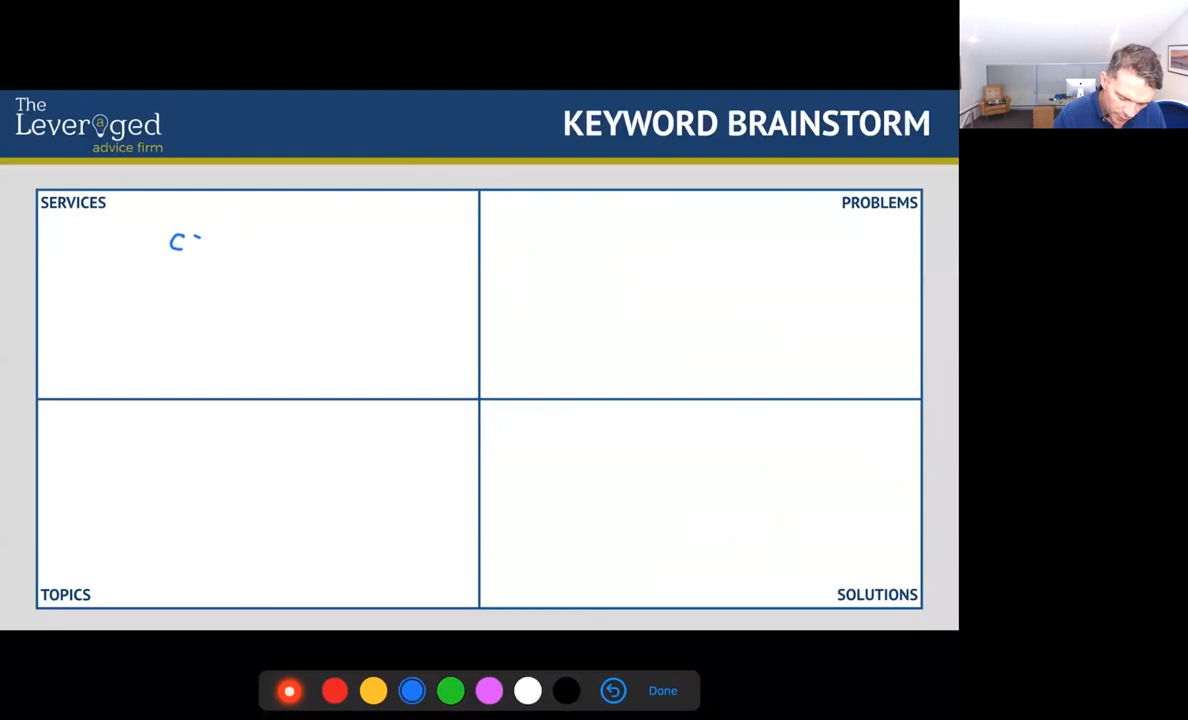 The
Leveraged
advice firm
KEYWORD BRAINSTORM
SERVICES
PROBLEMS
C
TOPICS
SOLUTIONS
Done